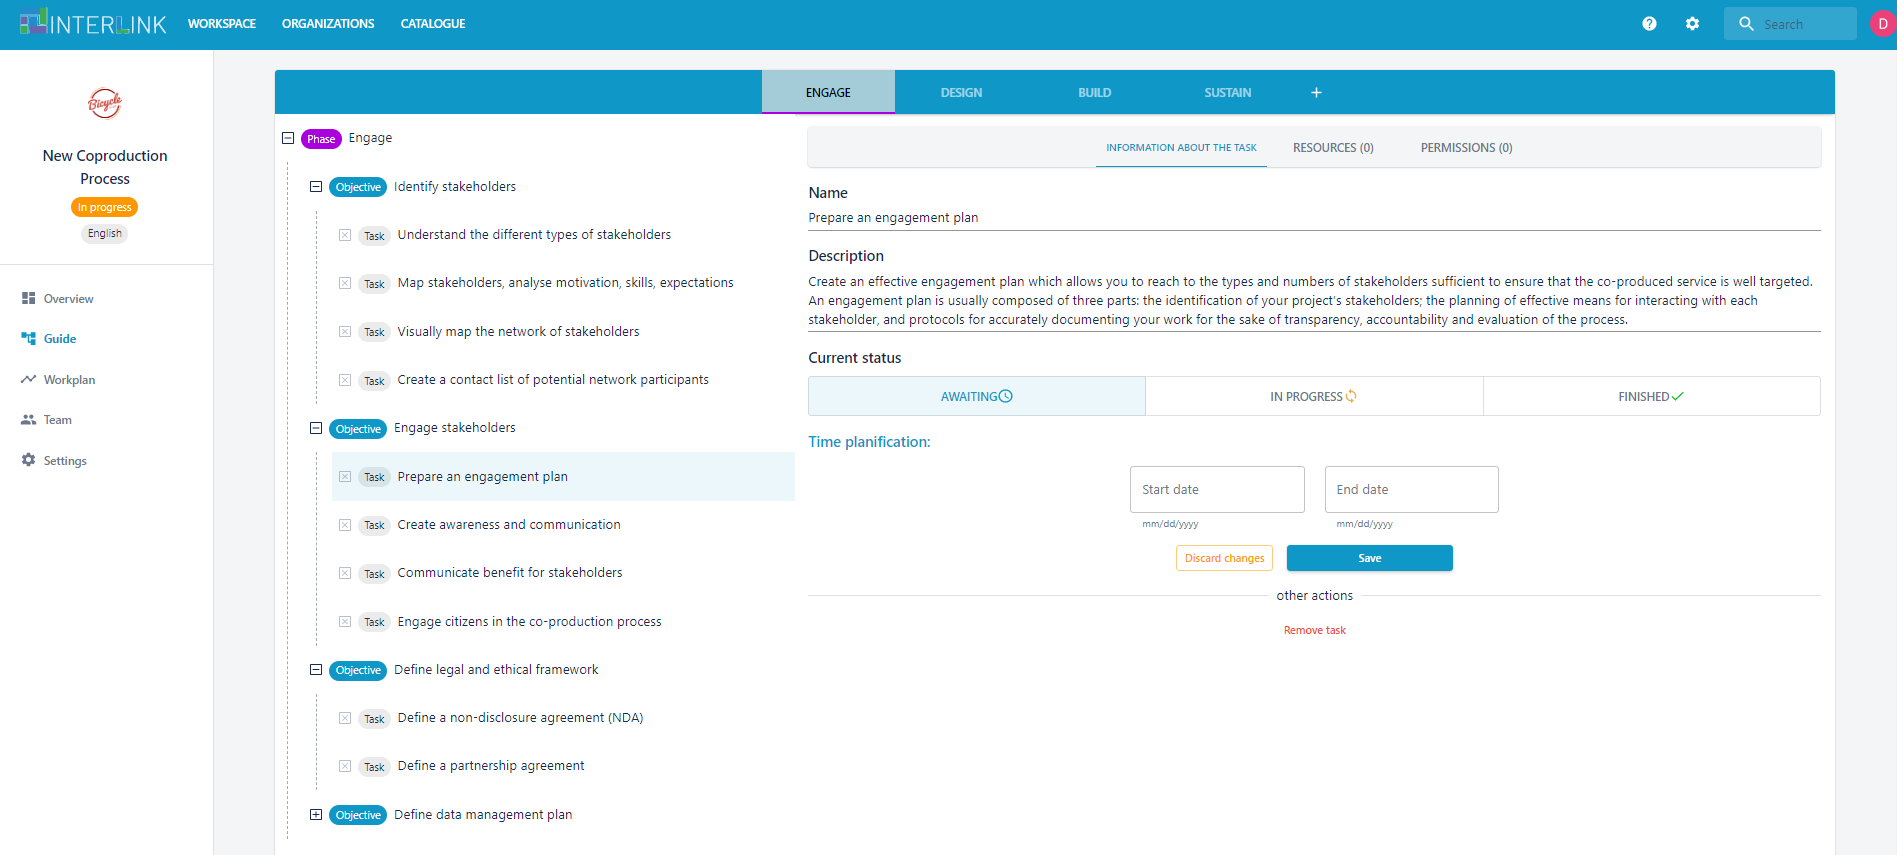 INTERLINK WORKSPACE ORGANIZATIONS CATALOGUE Search D
Bicycle
New Coproduction
Process
In progress
English
Overview
Guide
Workplan
Team
Settings
ENGAGE DESIGN BUILD SUSTAIN +
Phase Engage
Objective Identify stakeholders
Task Understand the different types of stakeholders
Task Map stakeholders, analyse motivation, skills, expectations
Task Visually map the network of stakeholders
Task Create a contact list of potential network participants
Objective Engage stakeholders
Task Prepare an engagement plan
Task Create awareness and communication
Task Communicate benefit for stakeholders
Task Engage citizens in the co-production process
Objective Define legal and ethical framework
Task Define a non-disclosure agreement (NDA)
Task Define a partnership agreement
Objective Define data management plan
INFORMATION ABOUT THE TASK RESOURCES (0) PERMISSIONS (0)
Name
Prepare an engagement plan
Description
Create an effective engagement plan which allows you to reach to the types and numbers of stakeholders sufficient to ensure that the co-produced service is well targeted.
An engagement plan is usually composed of three parts: the identification of your project's stakeholders; the planning of effective means for interacting with each
stakeholder, and protocols for accurately documenting your work for the sake of transparency, accountability and evaluation of the process.
Current status
AWAITING IN PROGRESS FINISHED
Time planification:
Start date End date
mm/dd/yyyy mm/dd/yyyy
Discard changes Save
other actions
Remove task